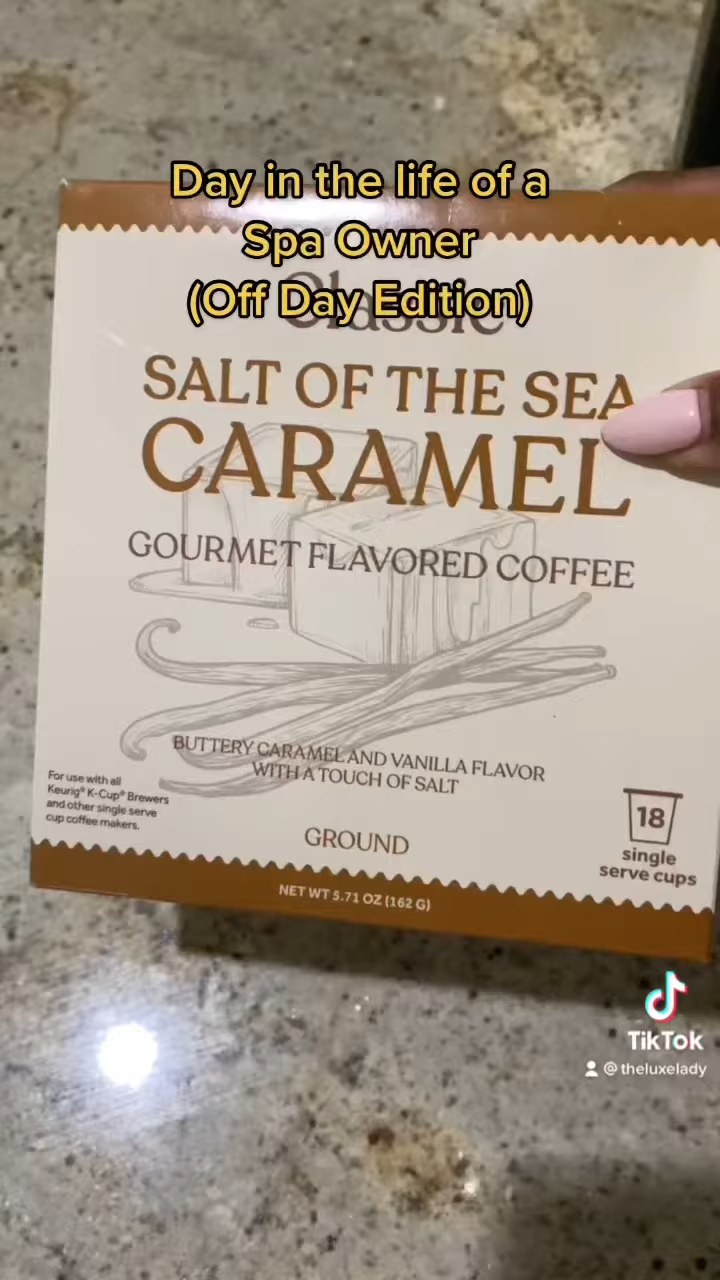 Day in the life of a
Spa Owner
(Off Day Edition)
Classic
SALT OF THE SEA
CARAMEL
GOURMET FLAVORED COFFEE
BUTTERY CARAMEL AND VANILLA FLAVOR
WITH A TOUCH OF SALT
For use with all
Keurig® K-Cup® Brewers
and other single serve
cup coffee makers.
GROUND
18
single
serve cups
NET WT 5.71 OZ (162 G)
TikTok
@theluxelady